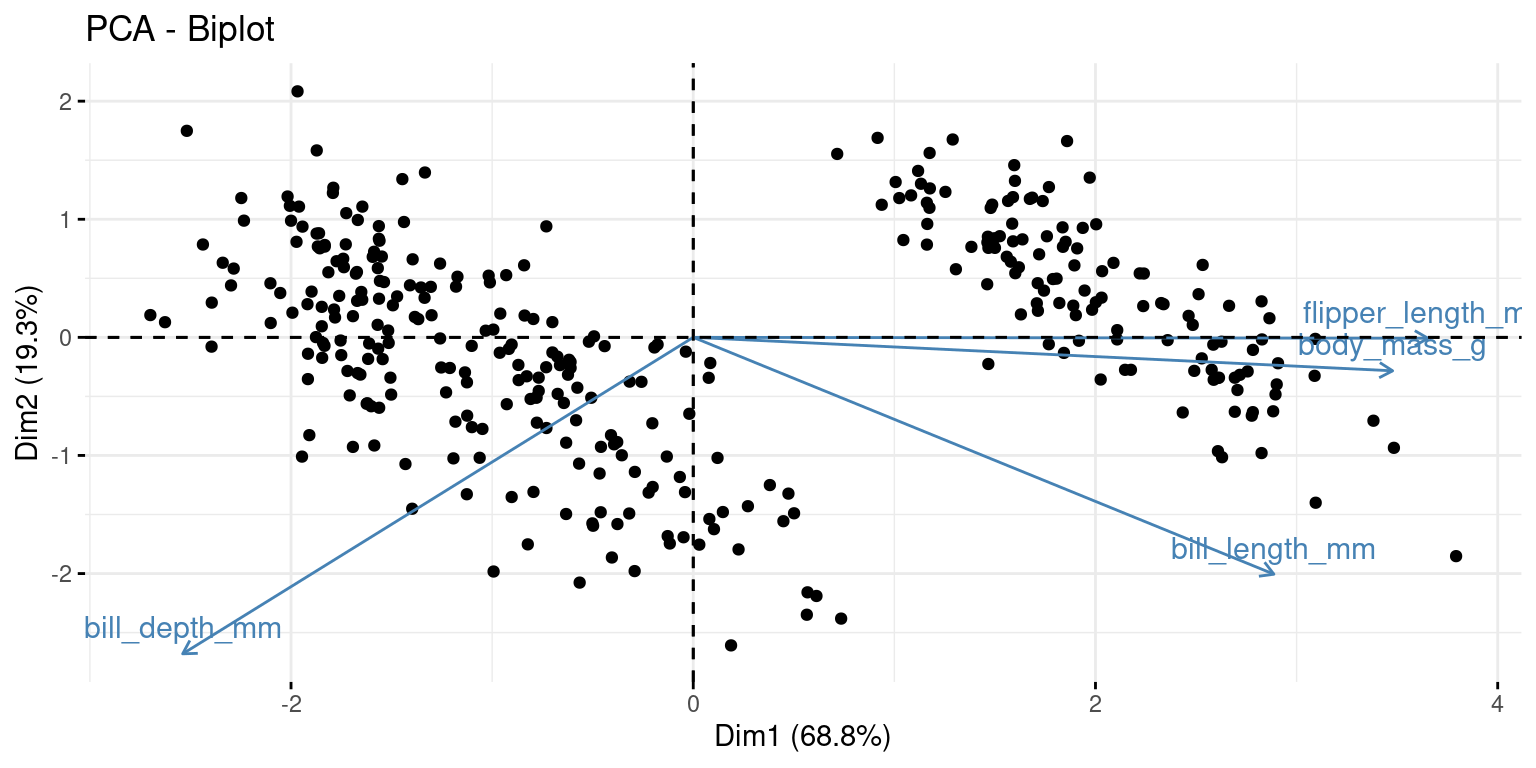 PCA - Biplot
2
1
0
-1
-2
Dim2 (19.3%)
flipper_length_m
body_mass_g
bill_length_mm
bill_depth_mm
-2
0
2
4
Dim1 (68.8%)